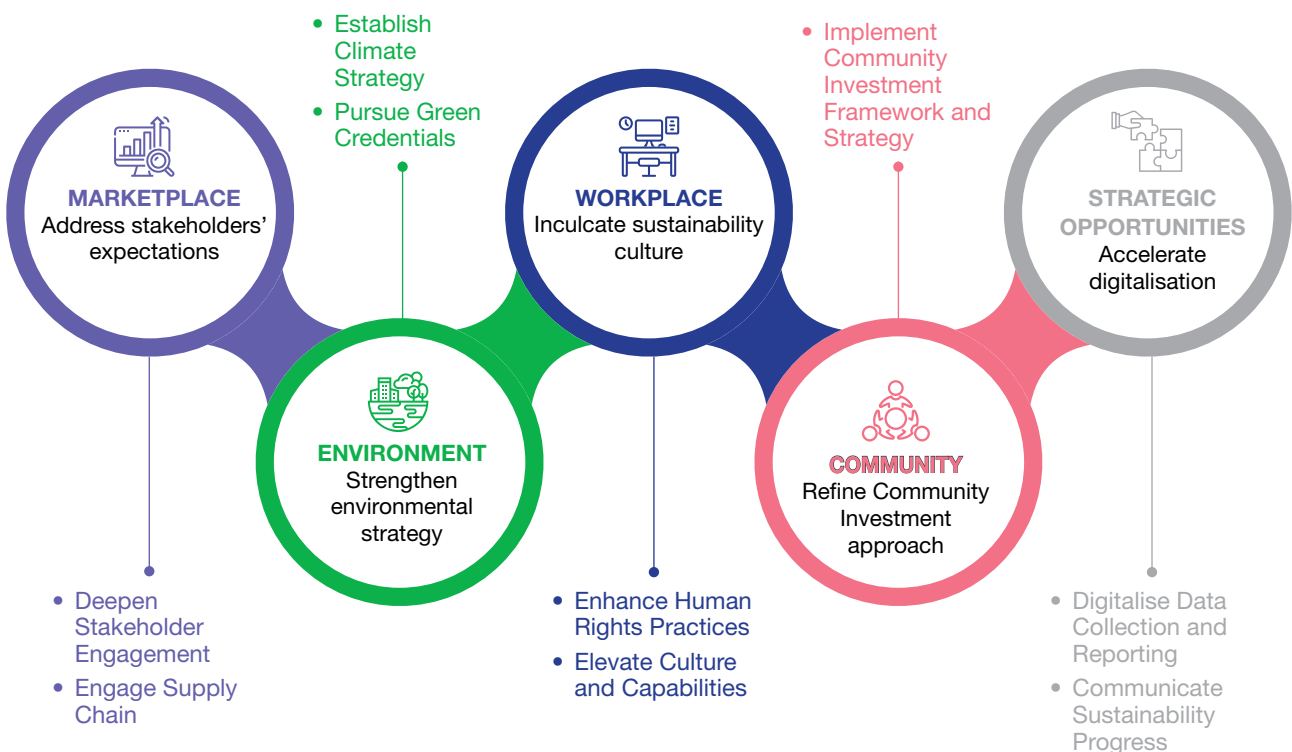 • Establish
Climate
Strategy
• Pursue Green
Credentials
• Implement
Community
Investment
Framework and
Strategy
MARKETPLACE
Address stakeholders’
expectations
WORKPLACE
Inculcate sustainability
culture
STRATEGIC
OPPORTUNITIES
Accelerate
digitalisation
ENVIRONMENT
Strengthen
environmental
strategy
COMMUNITY
Refine Community
Investment
approach
• Deepen
Stakeholder
Engagement
• Engage Supply
Chain
• Enhance Human
Rights Practices
• Elevate Culture
and Capabilities
• Digitalise Data
Collection and
Reporting
• Communicate
Sustainability
Progress